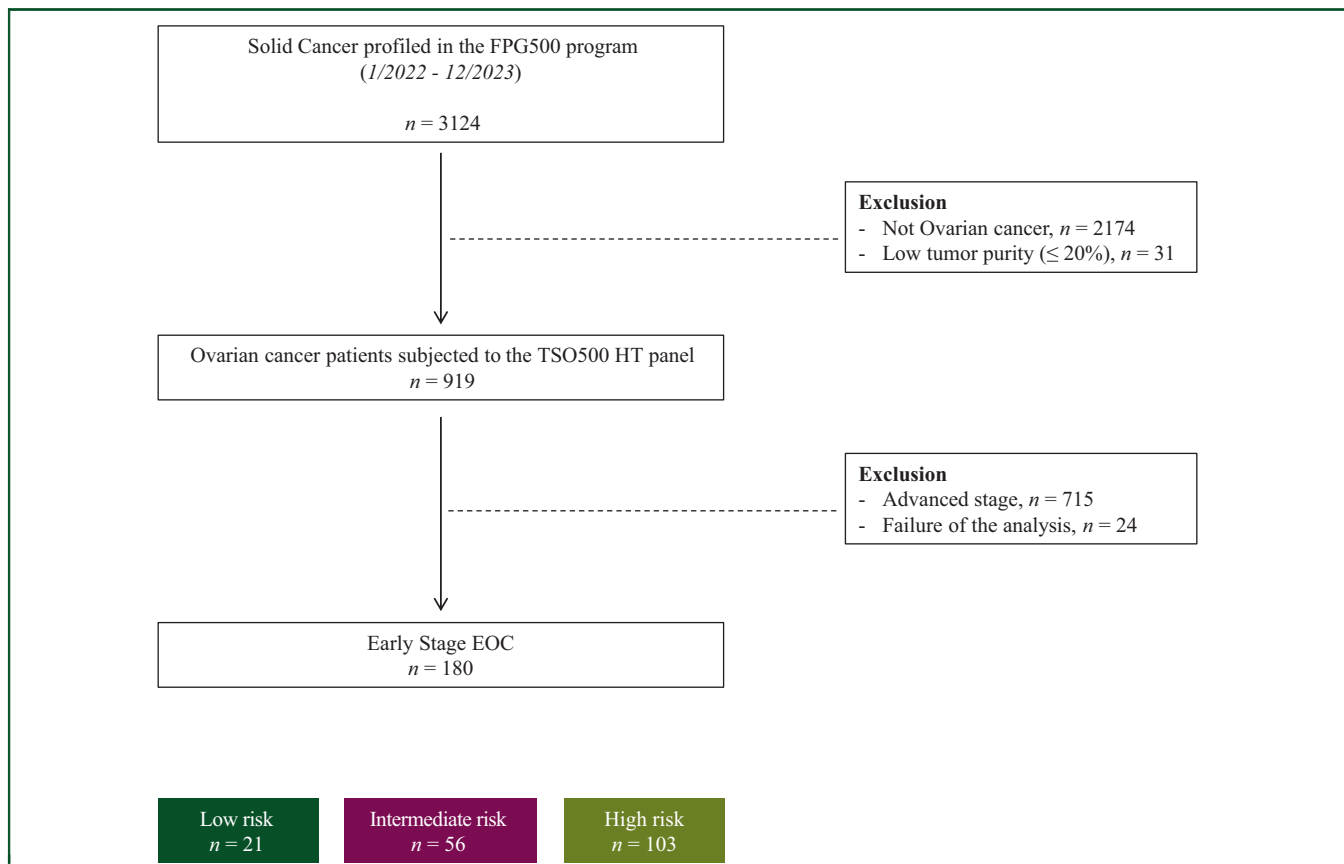 Solid Cancer profiled in the FPG500 program
(1/2022 - 12/2023)
n = 3124
Exclusion
- Not Ovarian cancer, n = 2174
- Low tumor purity (≤ 20%), n = 31
Ovarian cancer patients subjected to the TSO500 HT panel
n = 919
Exclusion
- Advanced stage, n = 715
- Failure of the analysis, n = 24
Early Stage EOC
n = 180
Low risk
n = 21
Intermediate risk
n = 56
High risk
n = 103